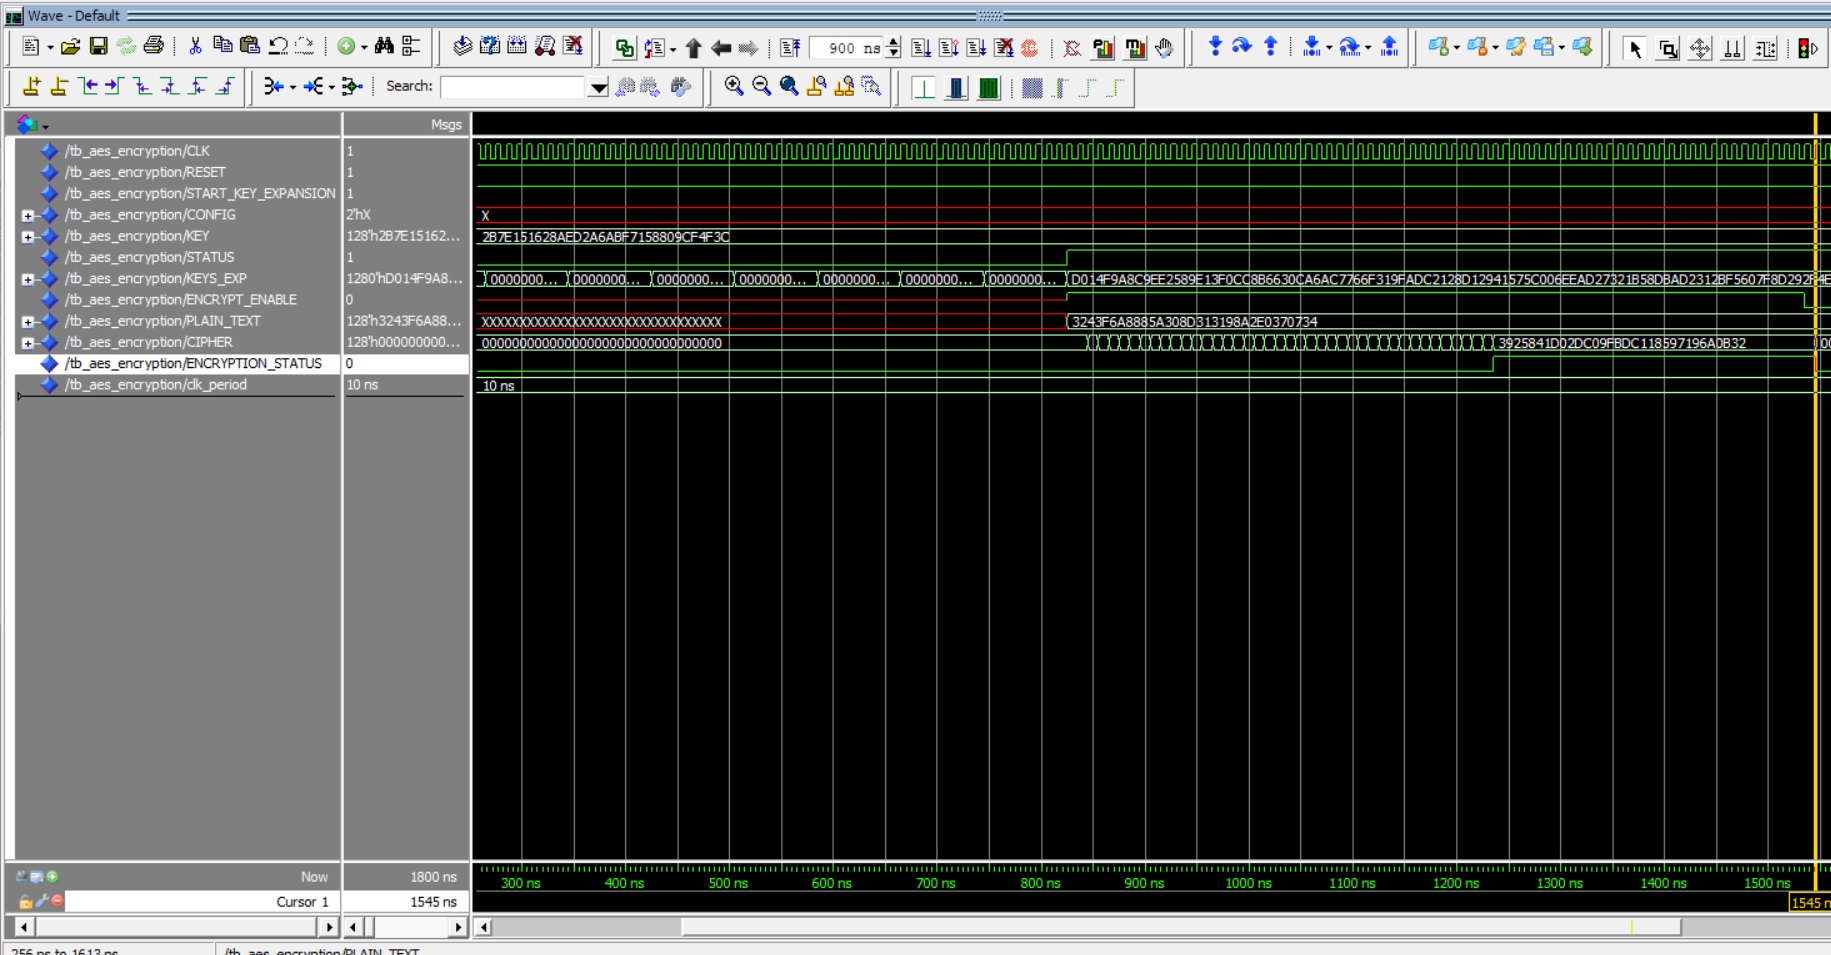 Wave - Default
900 ns
Search:
Msgs
/tb_aes_encryption/CLK 1
/tb_aes_encryption/RESET 1
/tb_aes_encryption/START_KEY_EXPANSION 1
/tb_aes_encryption/CONFIG 2'hX X
/tb_aes_encryption/KEY 128'h2B7E15162... 2B7E151628AED2A6ABF7158809CF4F3C
/tb_aes_encryption/STATUS 1
/tb_aes_encryption/KEYS_EXP 1280'hD014F9A8... 0000000... 0000000... 0000000... 0000000... 0000000... 0000000... 0000000... D014F9A8C9EE2589E13F0CC8B6630CA6AC7766F319FADC2128D12941575C006EEAD27321B58DBAD2312BF5607F8D292F 4E
/tb_aes_encryption/ENCRYPT_ENABLE 0
/tb_aes_encryption/PLAIN_TEXT 128'h3243F6A88... XXXXXXXXXXXXXXXXXXXXXXXXXXXXXXXX 3243F6A8885A308D313198A2E0370734
/tb_aes_encryption/CIPHER 128'h000000000... 00000000000000000000000000000000 3925841D02DC09FBDC118597196A0B32 00
/tb_aes_encryption/ENCRYPTION_STATUS 0
/tb_aes_encryption/clk_period 10 ns 10 ns
Now 1800 ns 300 ns 400 ns 500 ns 600 ns 700 ns 800 ns 900 ns 1000 ns 1100 ns 1200 ns 1300 ns 1400 ns 1500 ns
Cursor 1 1545 ns 1545 n
256 ns to 1613 ns /tb_aes_encryption/PLAIN_TEXT